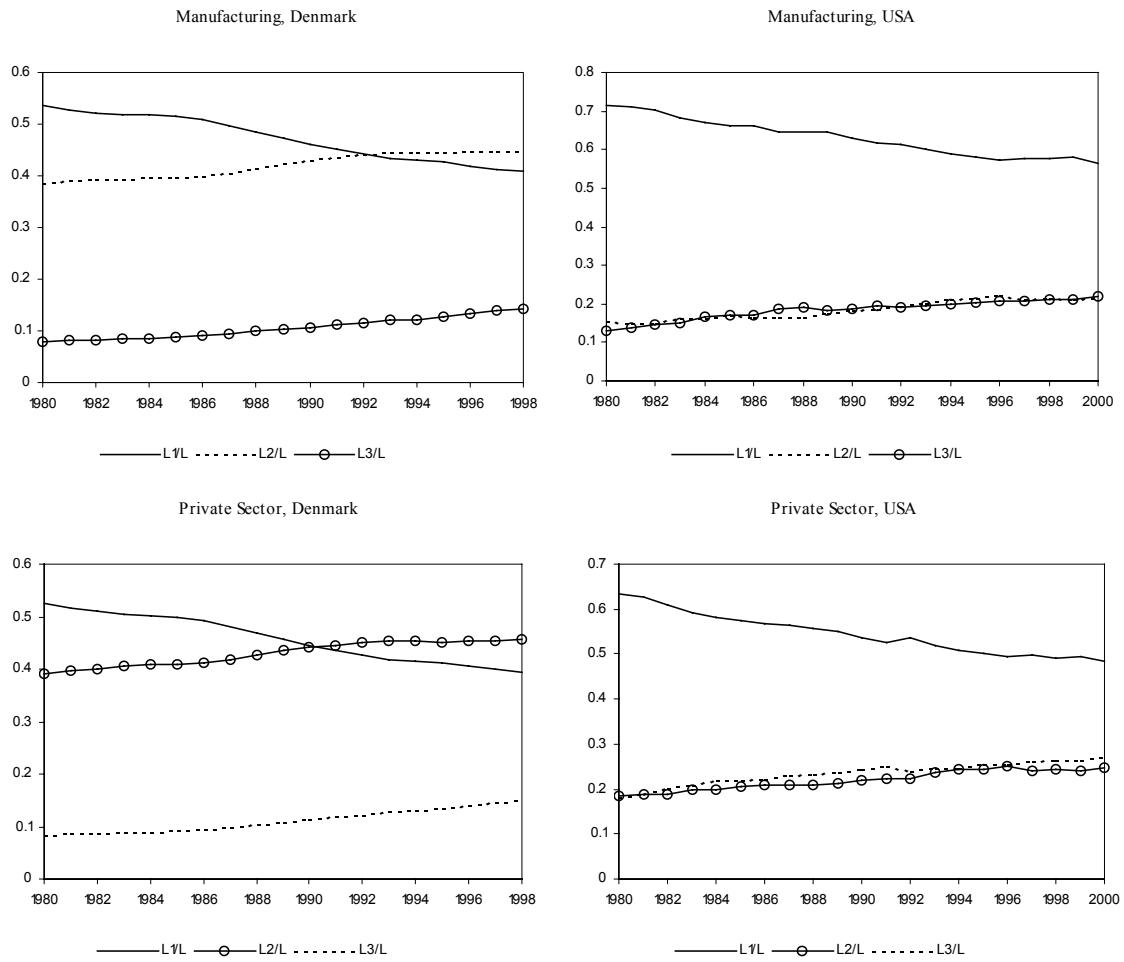 Manufacturing, Denmark
0.6
0.5
0.4
0.3
0.2
0.1
0
1980 1982 1984 1986 1988 1990 1992 1994 1996 1998
L1/L L2/L L3/L
Manufacturing, USA
0.8
0.7
0.6
0.5
0.4
0.3
0.2
0.1
0
1980 1982 1984 1986 1988 1990 1992 1994 1996 1998 2000
L1/L L2/L L3/L
Private Sector, Denmark
0.6
0.5
0.4
0.3
0.2
0.1
0
1980 1982 1984 1986 1988 1990 1992 1994 1996 1998
L1/L L2/L L3/L
Private Sector, USA
0.7
0.6
0.5
0.4
0.3
0.2
0.1
0
1980 1982 1984 1986 1988 1990 1992 1994 1996 1998 2000
L1/L L2/L L3/L